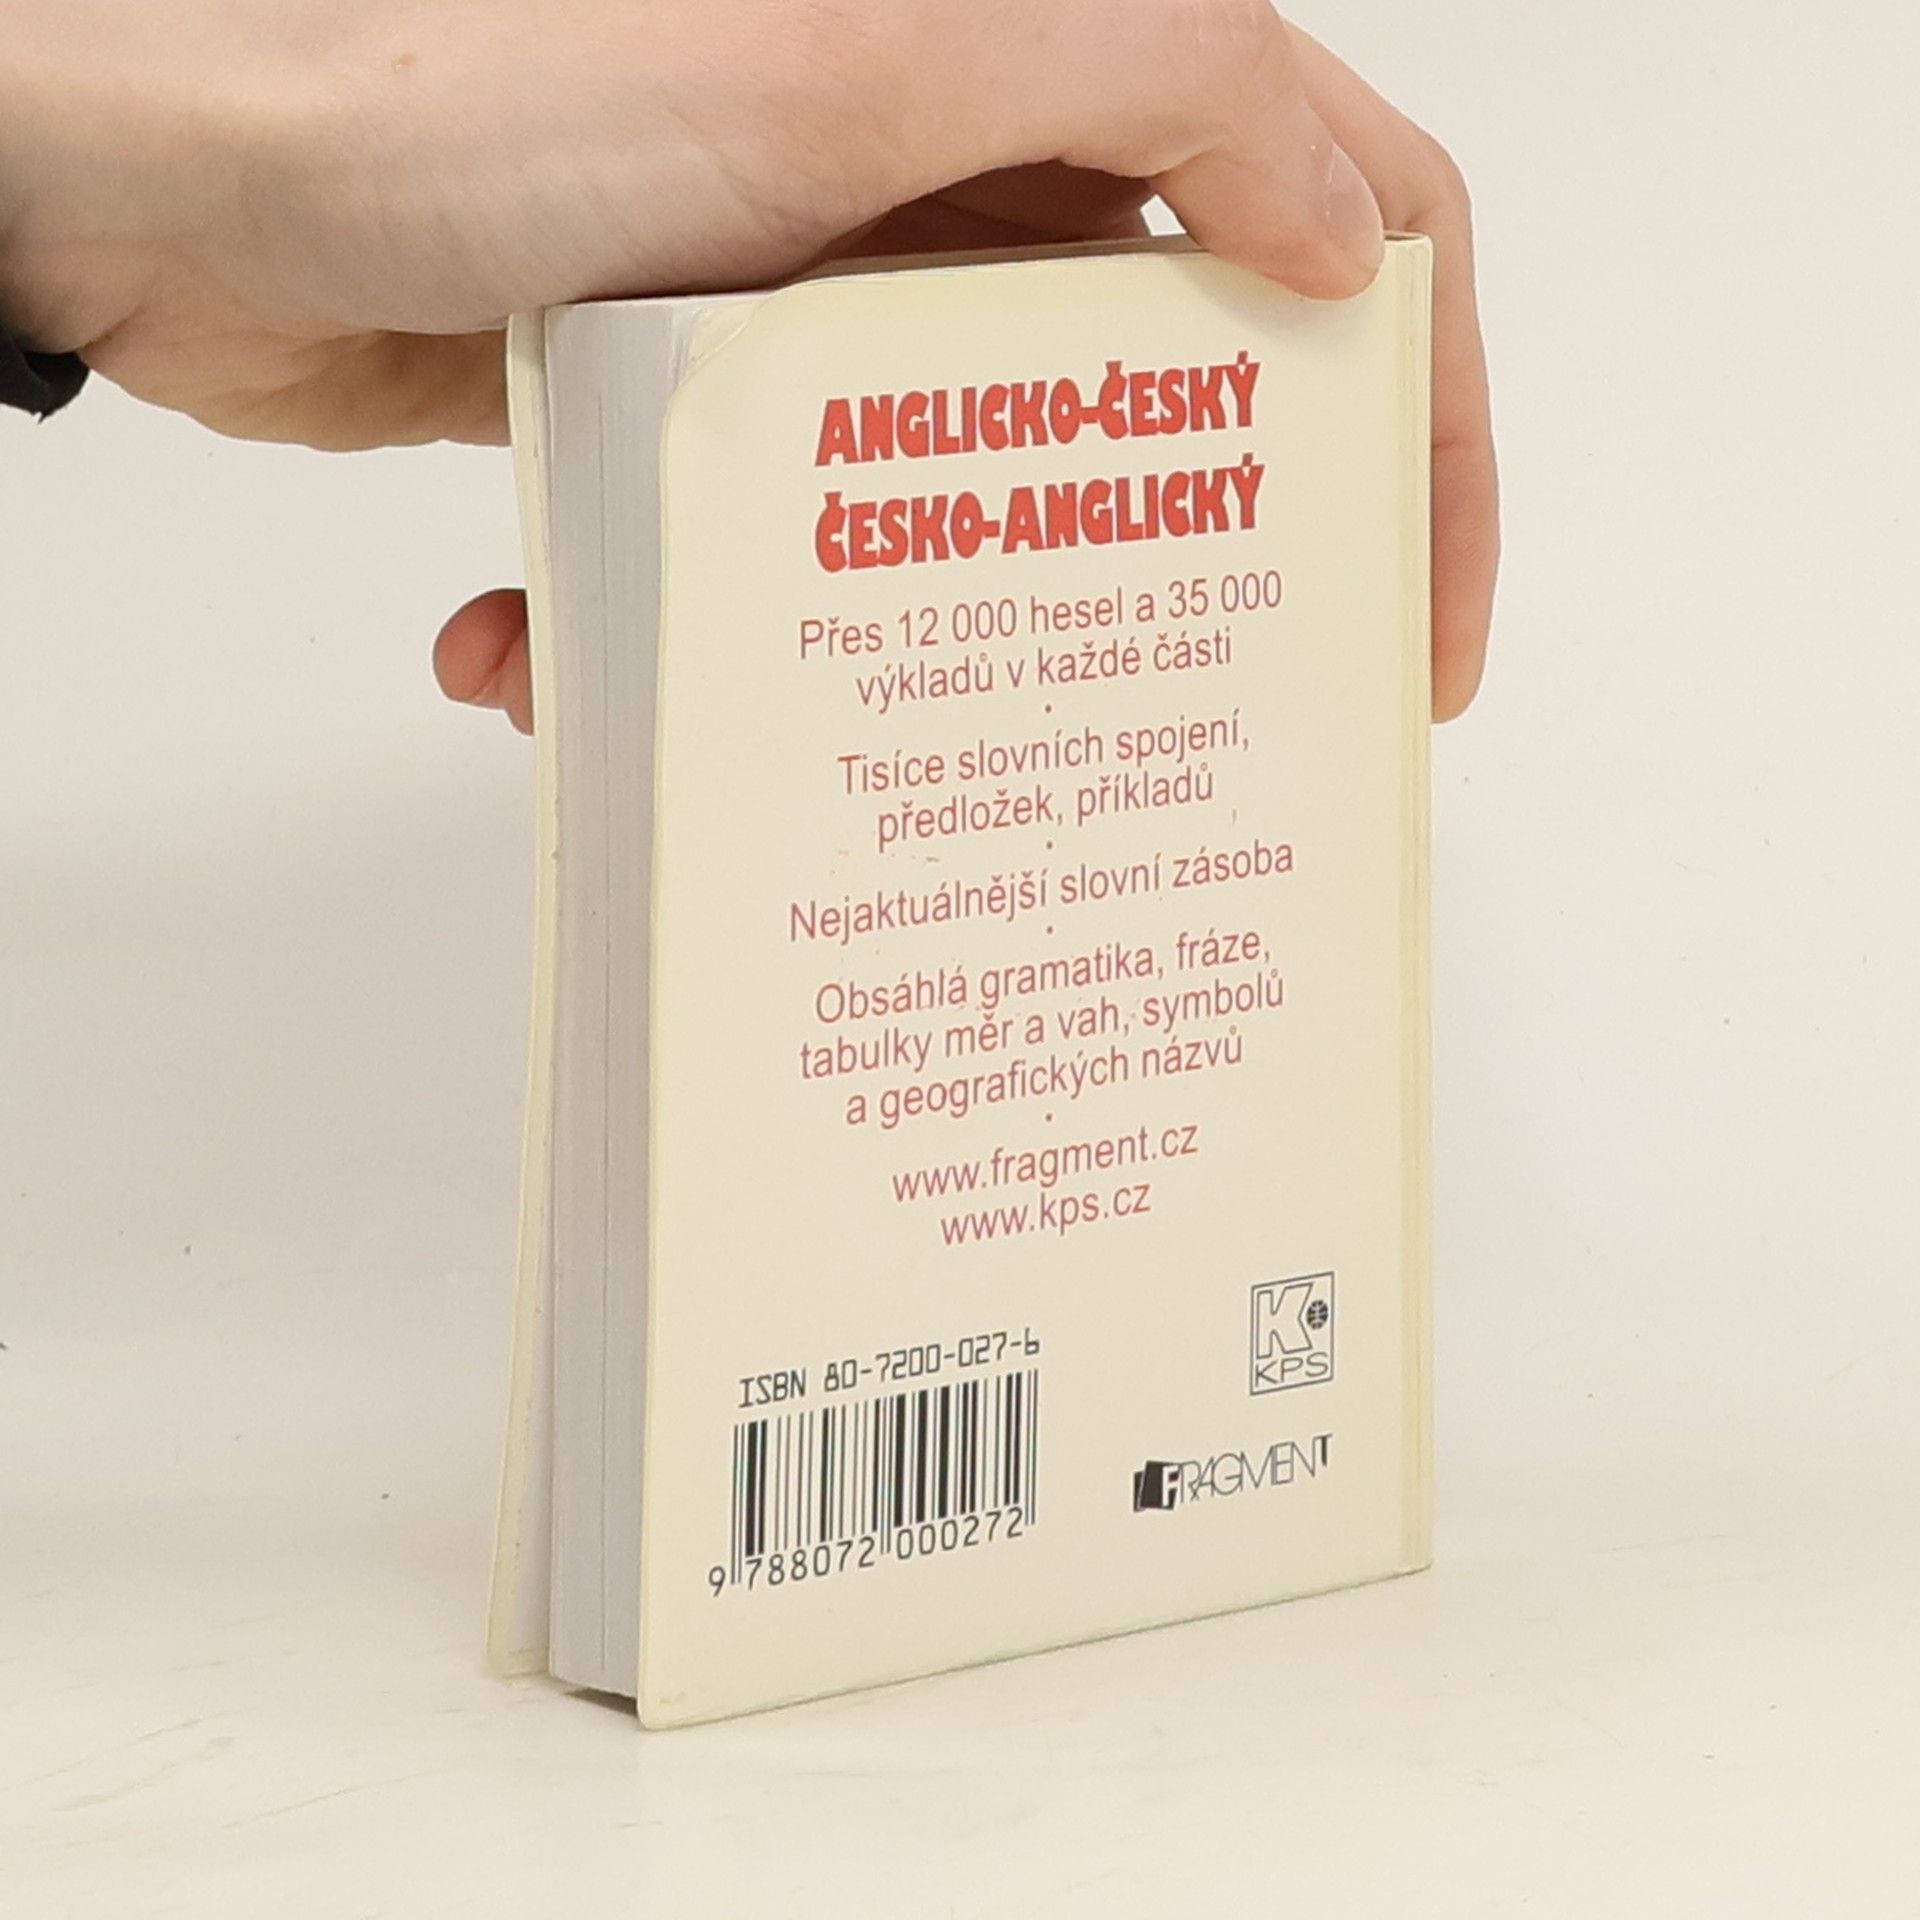 ANGLICKO-ČESKÝ
ČESKO-ANGLICKÝ
Přes 12 000 hesel a 35 000
výkladů v každé části
•
Tisíce slovních spojení,
předložek, příkladů
•
Nejaktuálnější slovní zásoba
•
Obsáhlá gramatika, fráze,
tabulky měr a vah, symbolů
a geografických názvů
•
www.fragment.cz
www.kps.cz
K
KPS
ISBN 80-7200-027-6
FRAGMENT
9 788072 000272